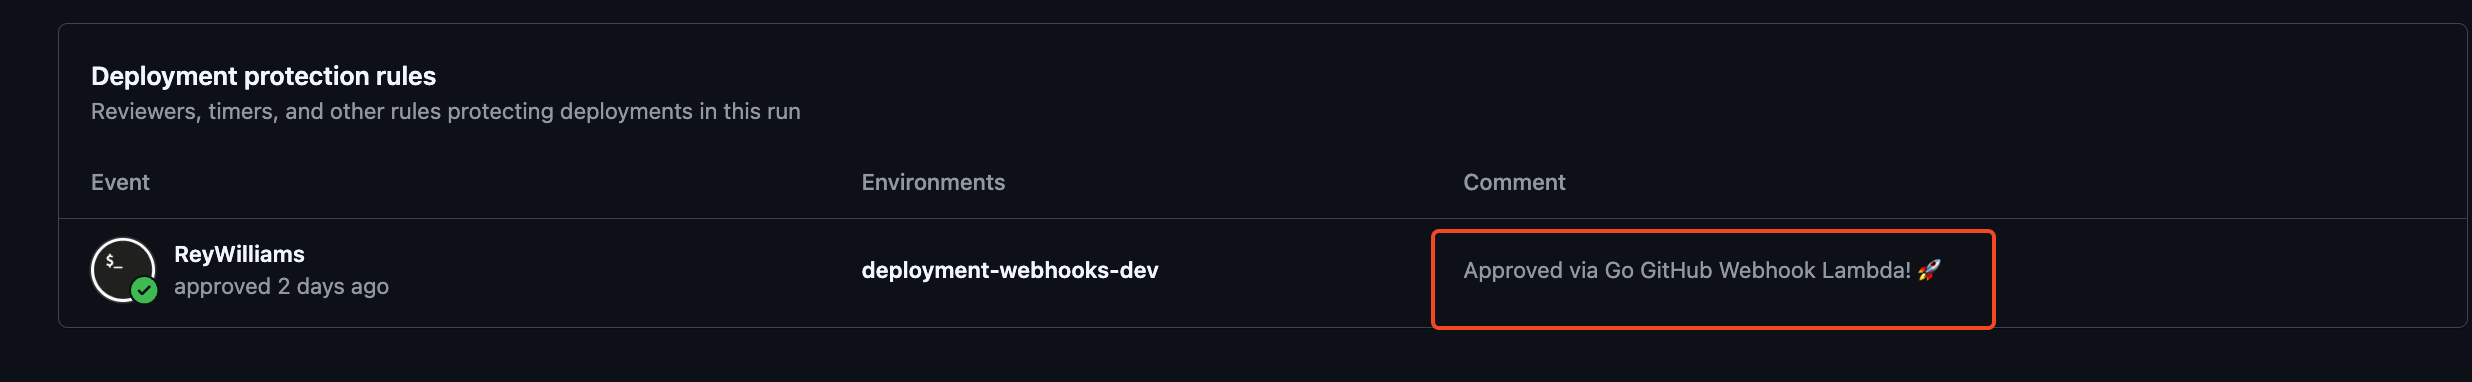 Deployment protection rules
Reviewers, timers, and other rules protecting deployments in this run
Event Environments Comment
$_
ReyWilliams
approved 2 days ago
deployment-webhooks-dev
Approved via Go GitHub Webhook Lambda! 🚀